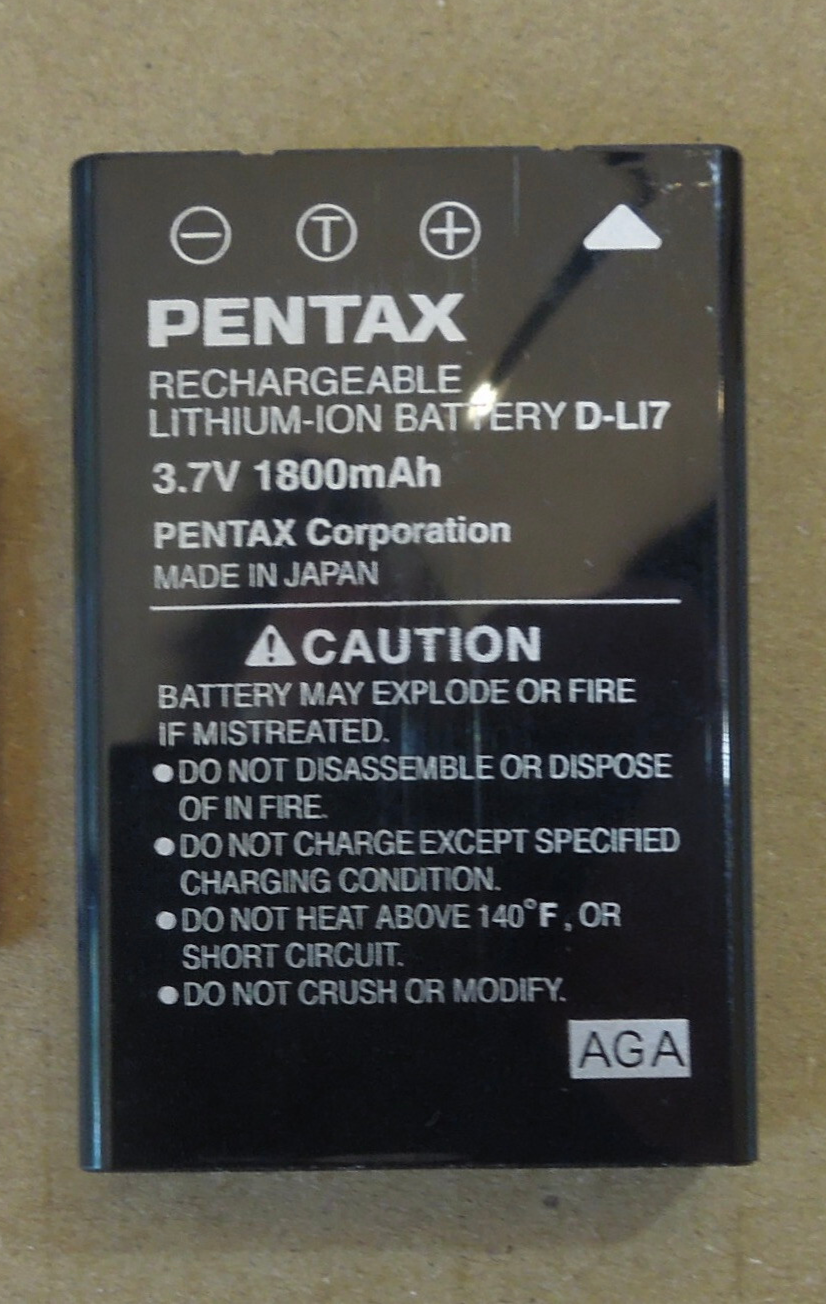 − T +
PENTAX
RECHARGEABLE
LITHIUM-ION BATTERY D-LI7
3.7V 1800mAh
PENTAX Corporation
MADE IN JAPAN
CAUTION
BATTERY MAY EXPLODE OR FIRE
IF MISTREATED.
●DO NOT DISASSEMBLE OR DISPOSE
OF IN FIRE.
●DO NOT CHARGE EXCEPT SPECIFIED
CHARGING CONDITION.
●DO NOT HEAT ABOVE 140°F, OR
SHORT CIRCUIT.
●DO NOT CRUSH OR MODIFY.
AGA